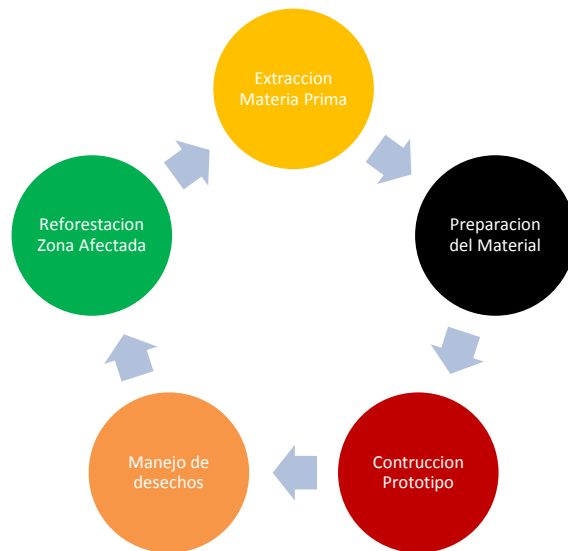 Extraccion
Materia Prima
Preparacion
del Material
Contruccion
Prototipo
Manejo de
desechos
Reforestacion
Zona Afectada